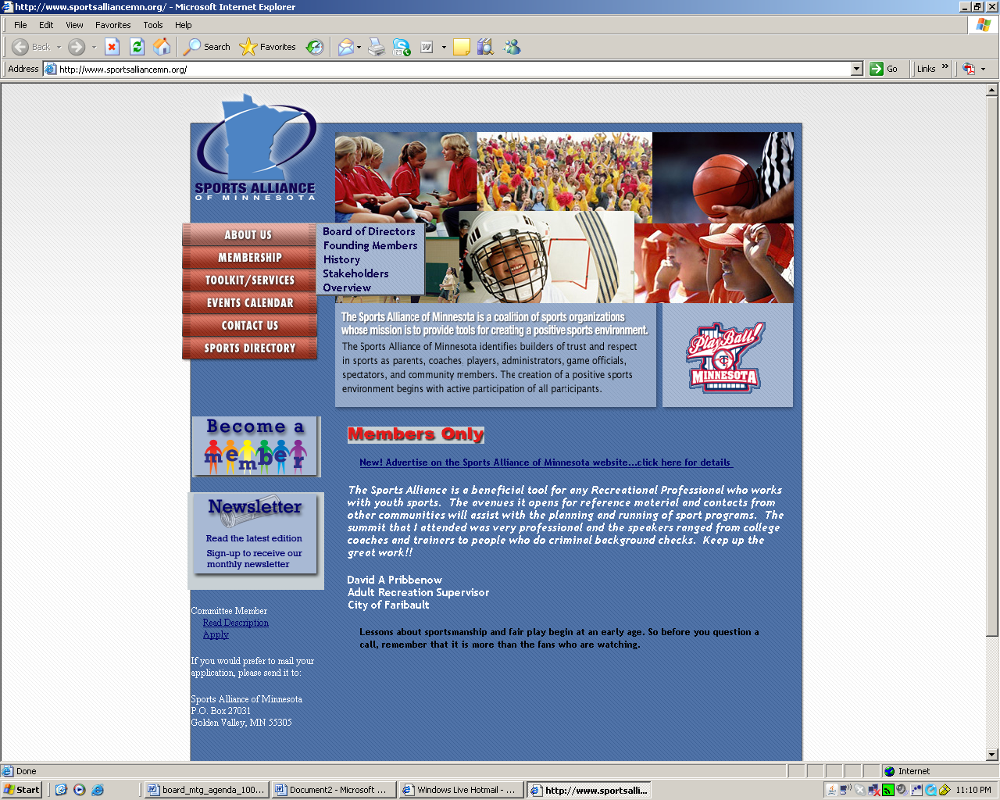 http://www.sportsalliancemn.org/ - Microsoft Internet Explorer
File Edit View Favorites Tools Help
Back Search Favorites
Address http://www.sportsalliancemn.org/ Go Links »
SPORTS ALLIANCE
OF MINNESOTA
ABOUT US
MEMBERSHIP
TOOLKIT/SERVICES
EVENTS CALENDAR
CONTACT US
SPORTS DIRECTORY
Board of Directors
Founding Members
History
Stakeholders
Overview
The Sports Alliance of Minnesota is a coalition of sports organizations
whose mission is to provide tools for creating a positive sports environment.
The Sports Alliance of Minnesota identifies builders of trust and respect
in sports as parents, coaches, players, administrators, game officials,
spectators, and community members. The creation of a positive sports
environment begins with active participation of all participants.
Play Ball!
TC
MINNESOTA
Become a
member
Newsletter
Read the latest edition
Sign-up to receive our
monthly newsletter
Committee Member
Read Description
Apply
If you would prefer to mail your
application, please send it to:
Sports Alliance of Minnesota
P.O. Box 27031
Golden Valley, MN 55305
Members Only
New! Advertise on the Sports Alliance of Minnesota website...click here for details
The Sports Alliance is a beneficial tool for any Recreational Professional who works
with youth sports.  The avenues it opens for reference material and contacts from
other communities will assist with the planning and running of sport programs.  The
summit that I attended was very professional and the speakers ranged from college
coaches and trainers to people who do criminal background checks.  Keep up the
great work!!
David A Pribbenow
Adult Recreation Supervisor
City of Faribault
Lessons about sportsmanship and fair play begin at an early age. So before you question a
call, remember that it is more than the fans who are watching.
Done Internet
Start board_mtg_agenda_100... Document2 - Microsoft ... Windows Live Hotmail - ... http://www.sportsalli... 11:10 PM